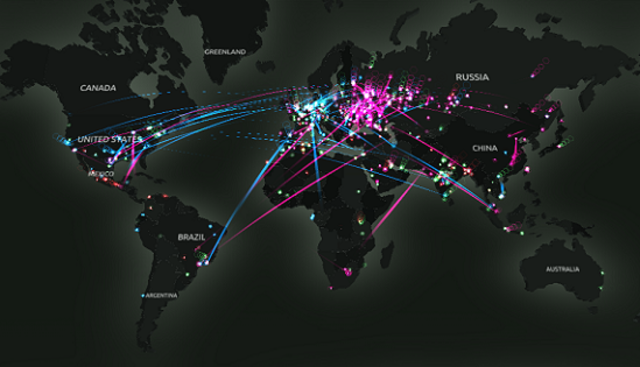 GREENLAND
RUSSIA
CANADA
UNITED STATES
CHINA
MEXICO
BRAZIL
AUSTRALIA
ARGENTINA